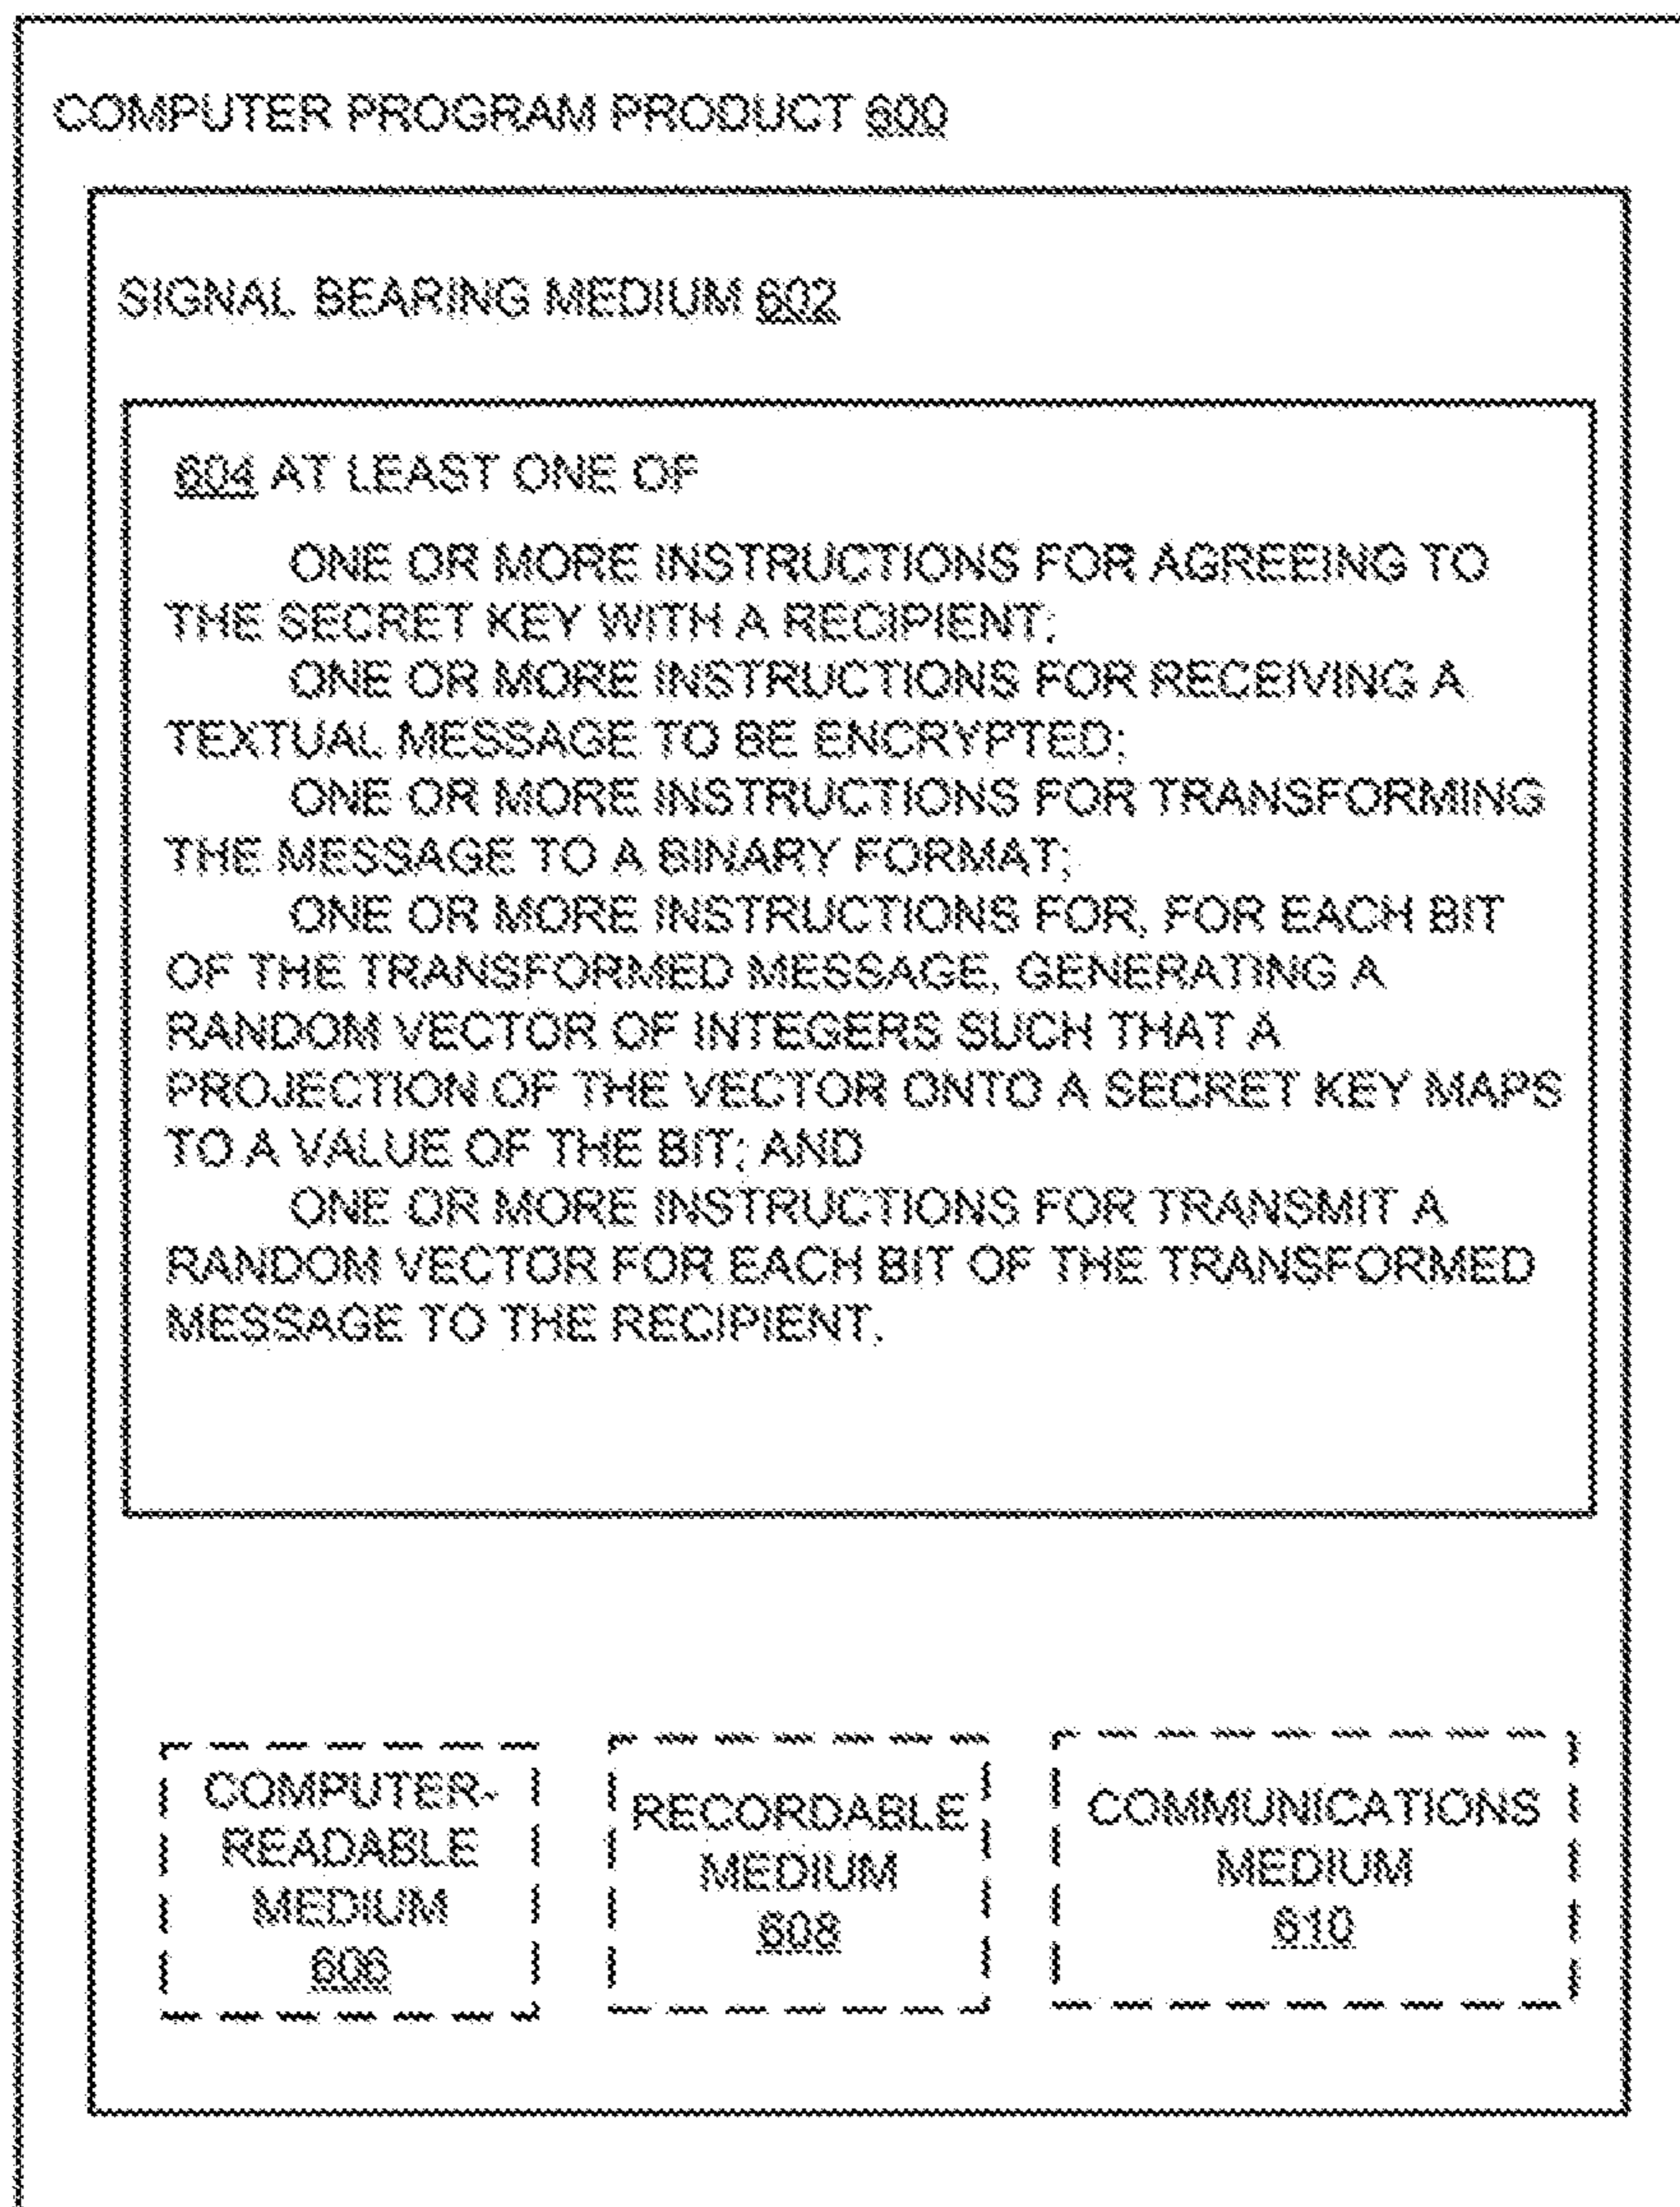 COMPUTER PROGRAM PRODUCT 600
SIGNAL BEARING MEDIUM 602
604 AT LEAST ONE OF
ONE OR MORE INSTRUCTIONS FOR AGREEING TO
THE SECRET KEY WITH A RECIPIENT;
ONE OR MORE INSTRUCTIONS FOR RECEIVING A
TEXTUAL MESSAGE TO BE ENCRYPTED;
ONE OR MORE INSTRUCTIONS FOR TRANSFORMING
THE MESSAGE TO A BINARY FORMAT;
ONE OR MORE INSTRUCTIONS FOR, FOR EACH BIT
OF THE TRANSFORMED MESSAGE, GENERATING A
RANDOM VECTOR OF INTEGERS SUCH THAT A
PROJECTION OF THE VECTOR ONTO A SECRET KEY MAPS
TO A VALUE OF THE BIT; AND
ONE OR MORE INSTRUCTIONS FOR TRANSMIT A
RANDOM VECTOR FOR EACH BIT OF THE TRANSFORMED
MESSAGE TO THE RECIPIENT.
COMPUTER-
READABLE
MEDIUM
606
RECORDABLE
MEDIUM
608
COMMUNICATIONS
MEDIUM
610